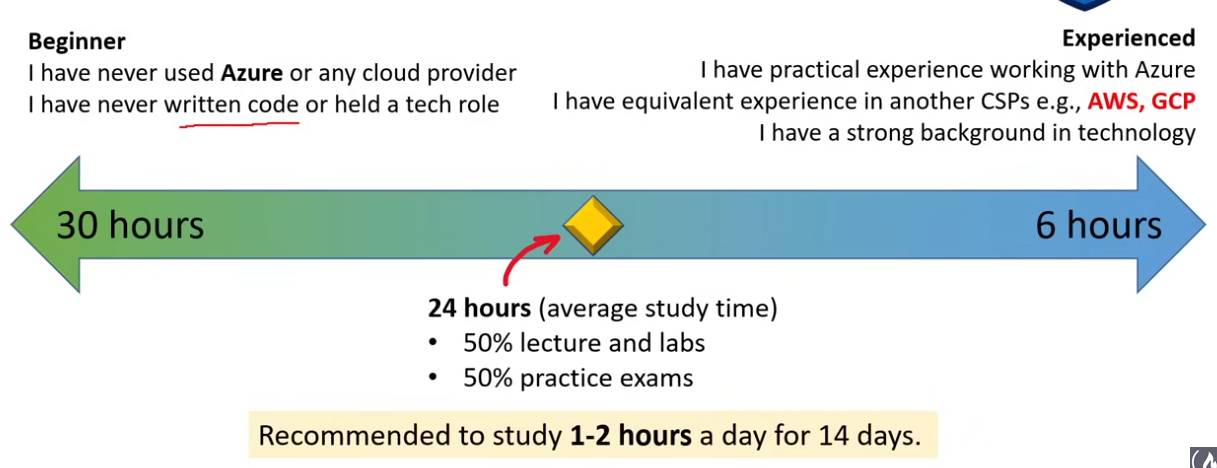 Beginner
I have never used Azure or any cloud provider
I have never written code or held a tech role
Experienced
I have practical experience working with Azure
I have equivalent experience in another CSPs e.g., AWS, GCP
I have a strong background in technology
30 hours
6 hours
24 hours (average study time)
• 50% lecture and labs
• 50% practice exams
Recommended to study 1-2 hours a day for 14 days.